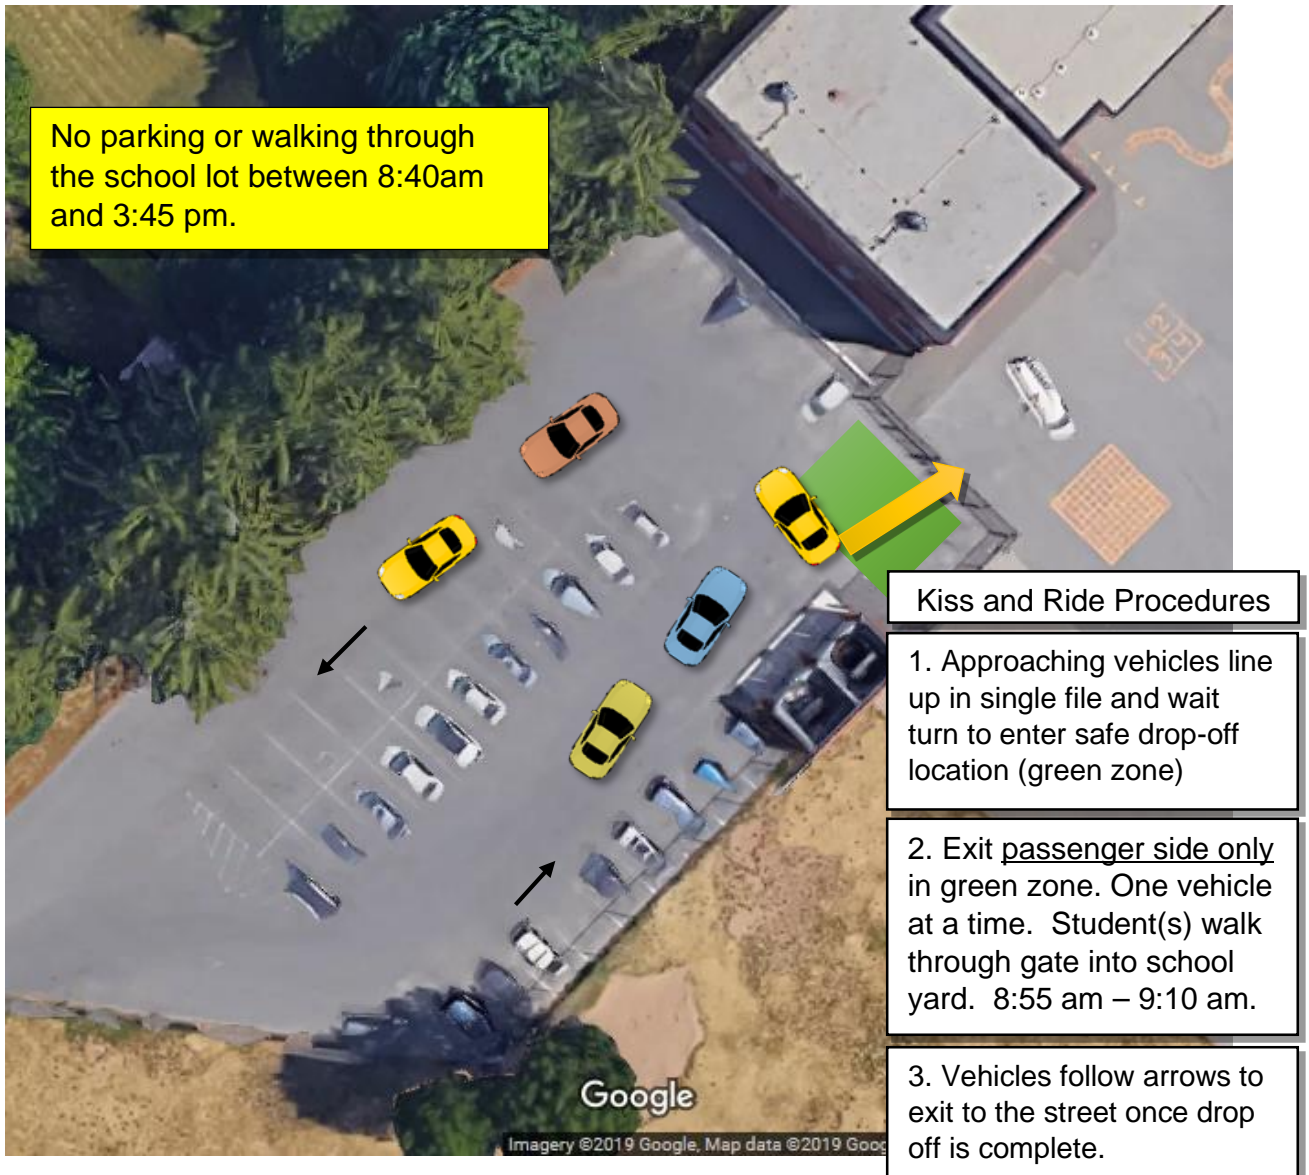 No parking or walking through
the school lot between 8:40am
and 3:45 pm.
Kiss and Ride Procedures
1. Approaching vehicles line
up in single file and wait
turn to enter safe drop-off
location (green zone)
2. Exit passenger side only
in green zone. One vehicle
at a time. Student(s) walk
through gate into school
yard. 8:55 am – 9:10 am.
3. Vehicles follow arrows to
exit to the street once drop
off is complete.
Google
Imagery ©2019 Google, Map data ©2019 Goo